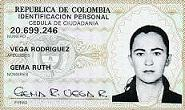 REPUBLICA DE COLOMBIA
IDENTIFICACION PERSONAL
CEDULA DE CIUDADANIA
20.699.246
VEGA RODRIGUEZ
APELLIDOS
GEMA RUTH
NOMBRES
GEMA R. VEGA R.
FIRMA